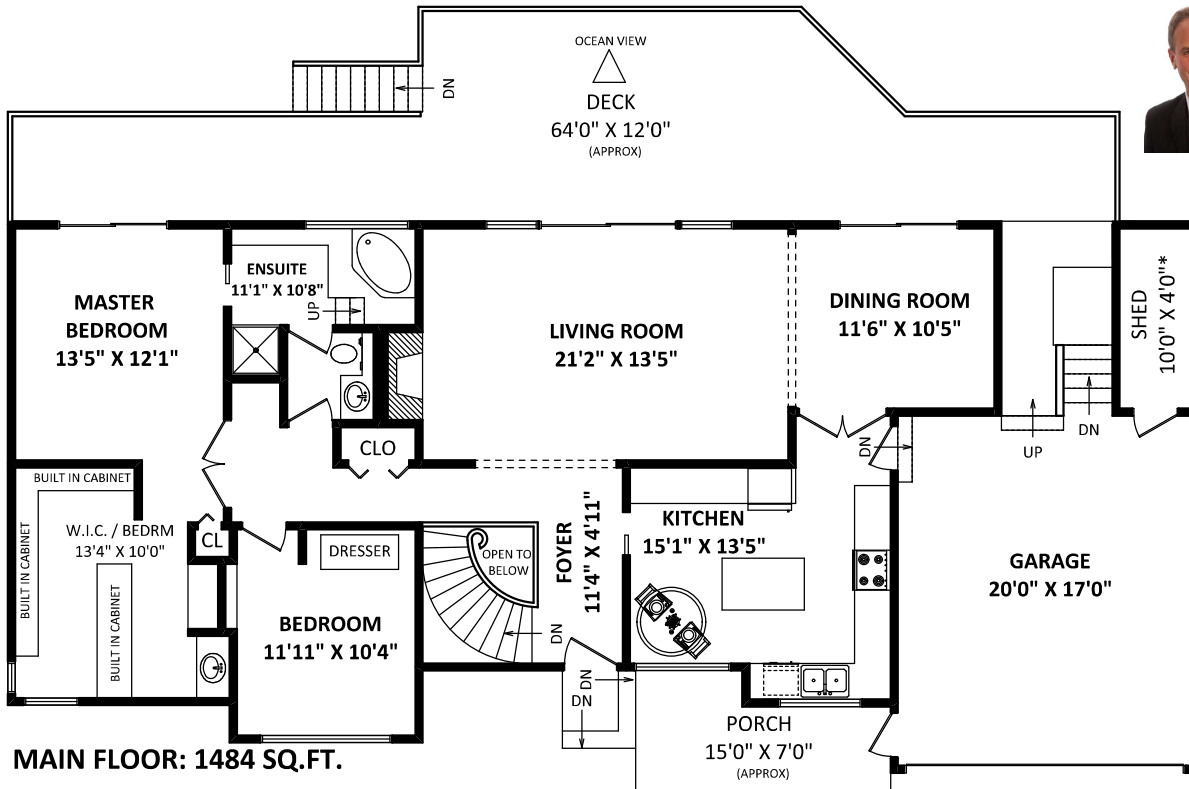 OCEAN VIEW
DN
DECK
64'0" X 12'0"
(APPROX)
MASTER
BEDROOM
13'5" X 12'1"
ENSUITE
11'1" X 10'8"
UP
LIVING ROOM
21'2" X 13'5"
DINING ROOM
11'6" X 10'5"
SHED
10'0" X 4'0"*
DN
UP
DN
CLO
BUILT IN CABINET
BUILT IN CABINET
BUILT IN CABINET
W.I.C. / BEDRM
13'4" X 10'0"
CL
DRESSER
BEDROOM
11'11" X 10'4"
OPEN TO
BELOW
DN
FOYER
11'4" X 4'11"
KITCHEN
15'1" X 13'5"
GARAGE
20'0" X 17'0"
DN
DN
PORCH
15'0" X 7'0"
(APPROX)
MAIN FLOOR: 1484 SQ.FT.